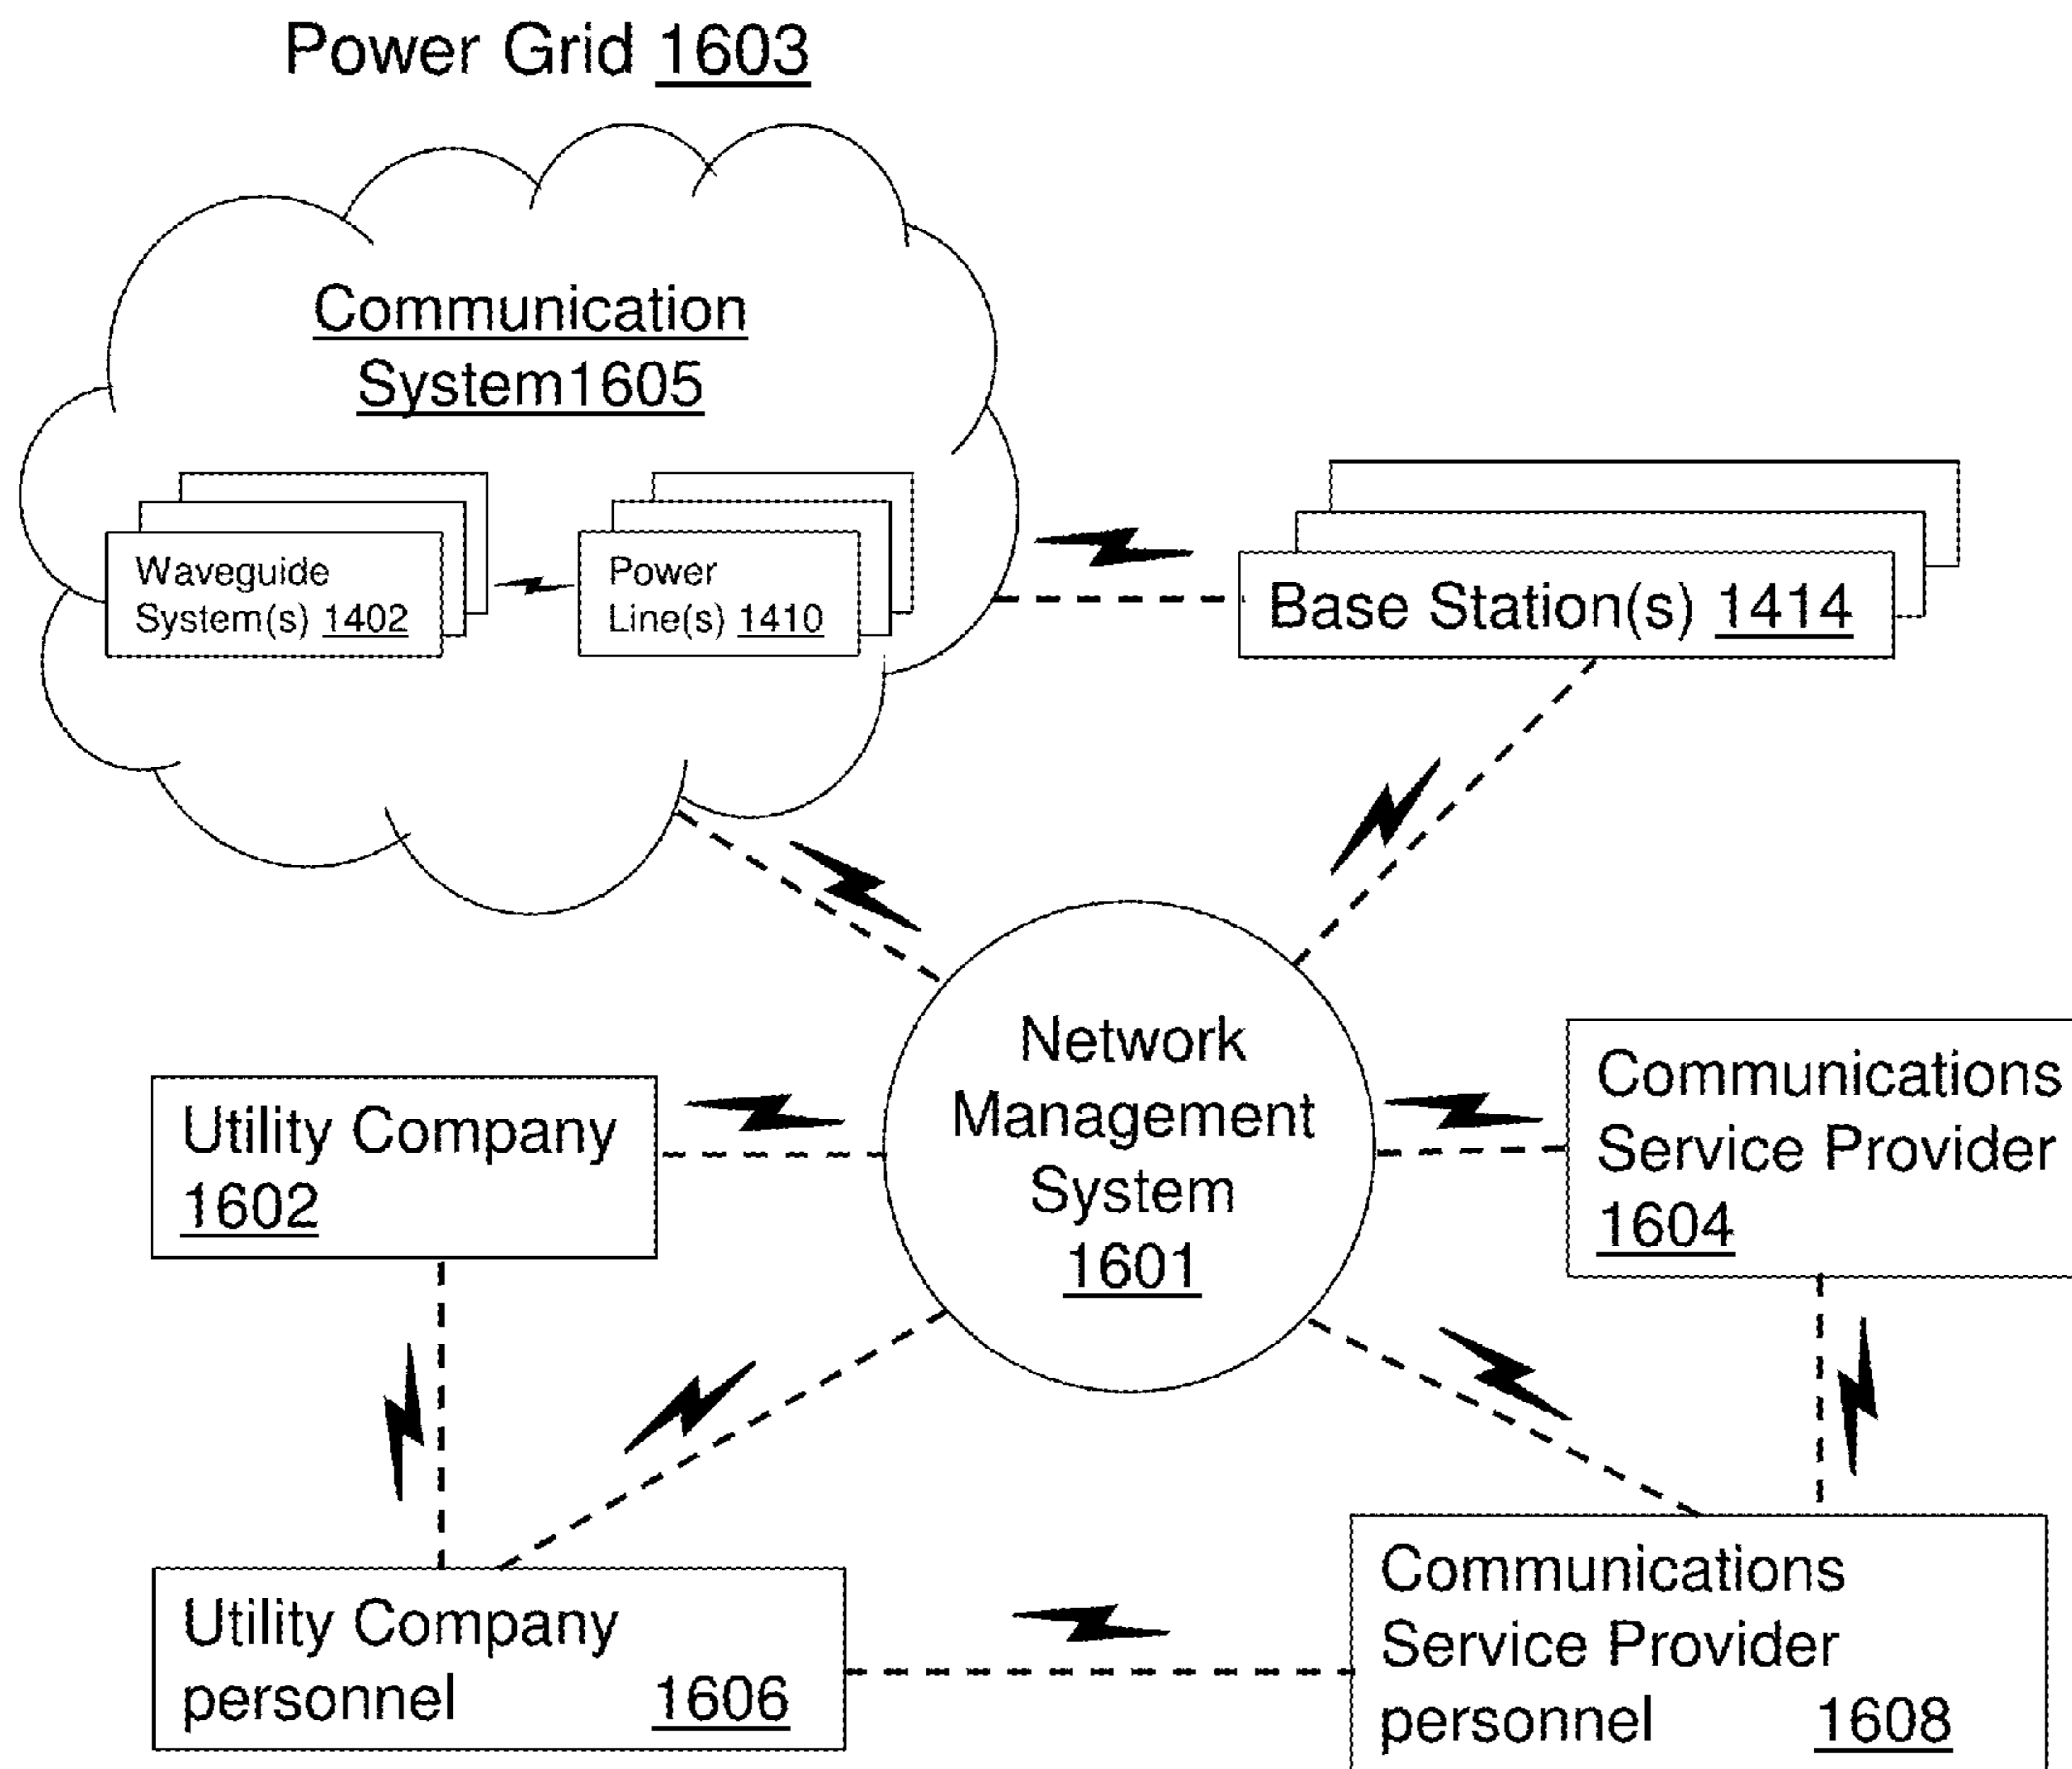 Power Grid 1603
Communication
System1605
Waveguide
System(s) 1402
Power
Line(s) 1410
Base Station(s) 1414
Network
Management
System
1601
Utility Company
1602
Communications
Service Provider
1604
Utility Company
personnel 1606
Communications
Service Provider
personnel 1608